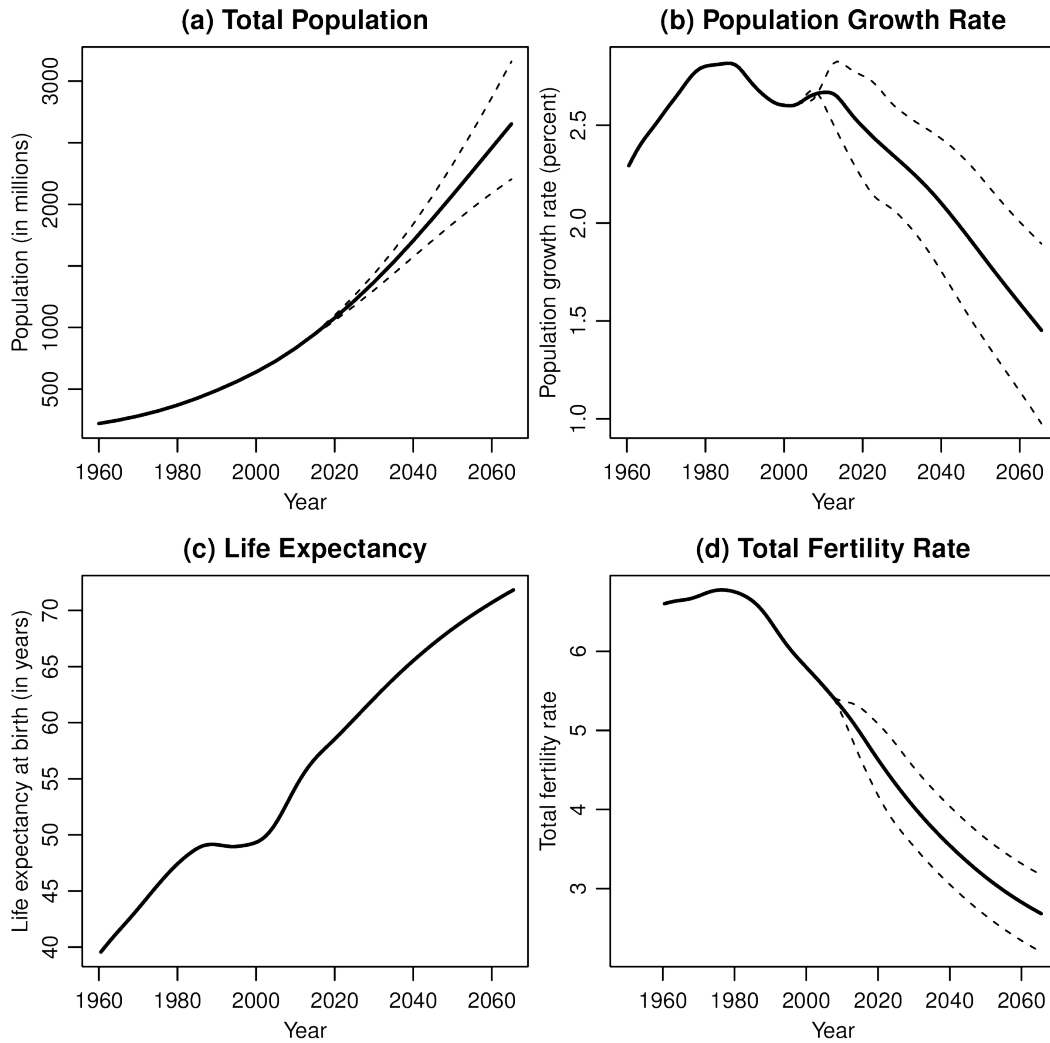 (a) Total Population
Population (in millions)
3000
2000
1000
500
1960 1980 2000 2020 2040 2060
Year
(b) Population Growth Rate
Population growth rate (percent)
2.5
2.0
1.5
1.0
1960 1980 2000 2020 2040 2060
Year
(c) Life Expectancy
Life expectancy at birth (in years)
70
65
60
55
50
45
40
1960 1980 2000 2020 2040 2060
Year
(d) Total Fertility Rate
Total fertility rate
6
5
4
3
1960 1980 2000 2020 2040 2060
Year